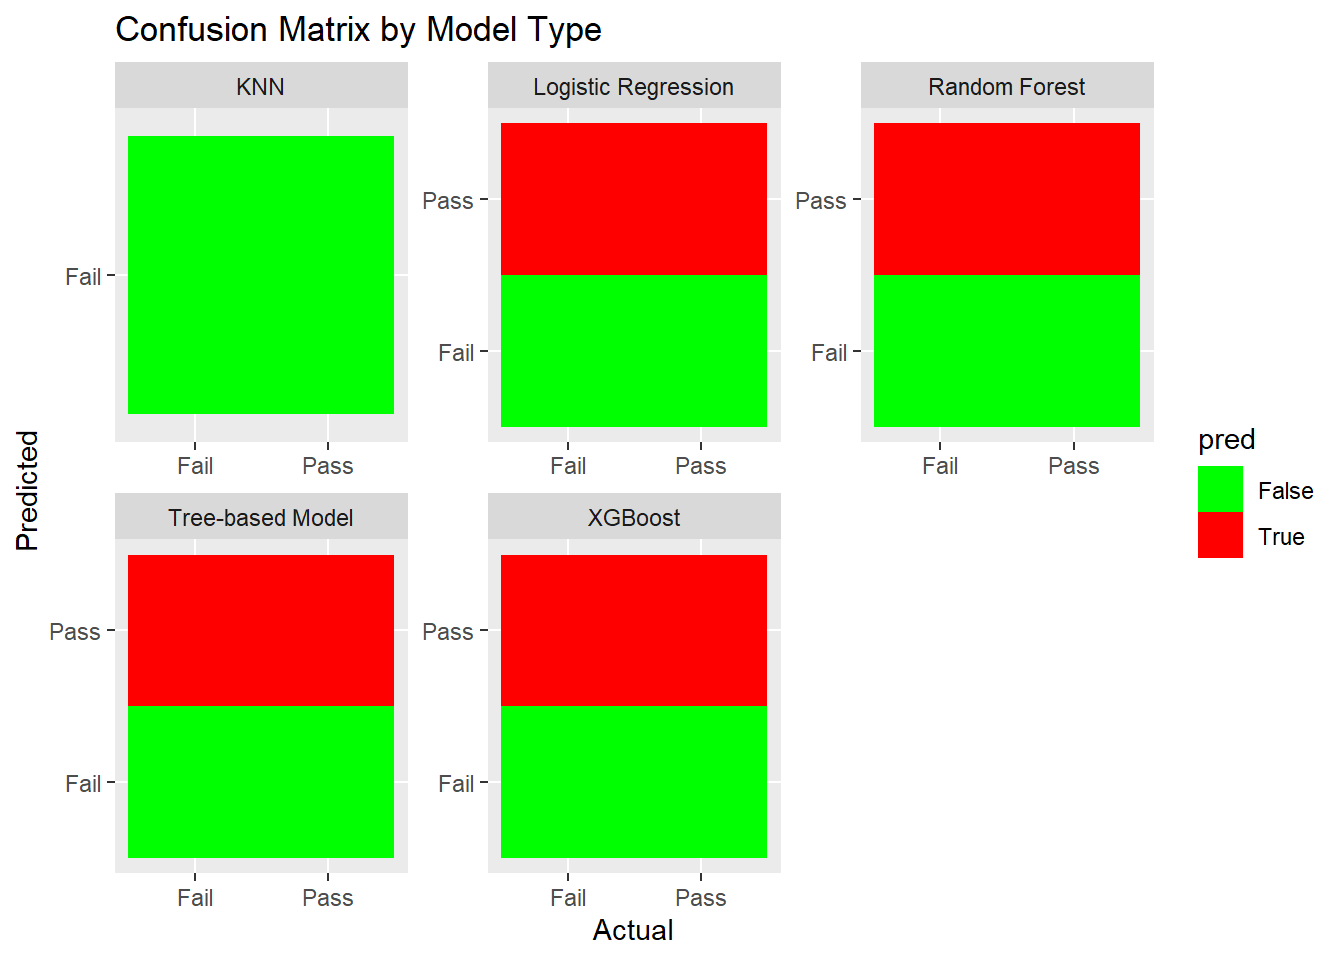 Confusion Matrix by Model Type
KNN
Logistic Regression
Random Forest
Fail
Pass
Fail
Pass
Fail
Fail Pass
Fail Pass
Fail Pass
Tree-based Model
XGBoost
Pass
Fail
Pass
Fail
Fail Pass
Fail Pass
Predicted
Actual
pred
False
True